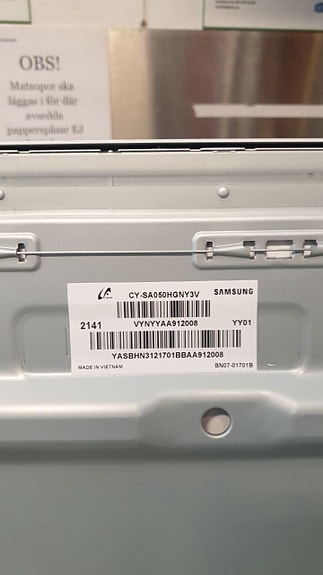 OBS!
Matsopor ska
läggas i för där
avsedda
papperspåsar EJ
CY-SA050HGNY3V
SAMSUNG
2141
VYNYYAA912008
YY01
YASBHN3121701BBAA912008
MADE IN VIETNAM
BN07-01701B